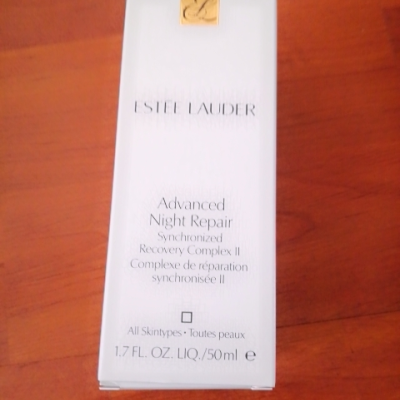 ESTĒE LAUDER
Advanced
Night Repair
Synchronized
Recovery Complex II
Complexe de réparation
synchronisée II
All Skintypes • Toutes peaux
1.7 FL. OZ. LIQ./50ml e